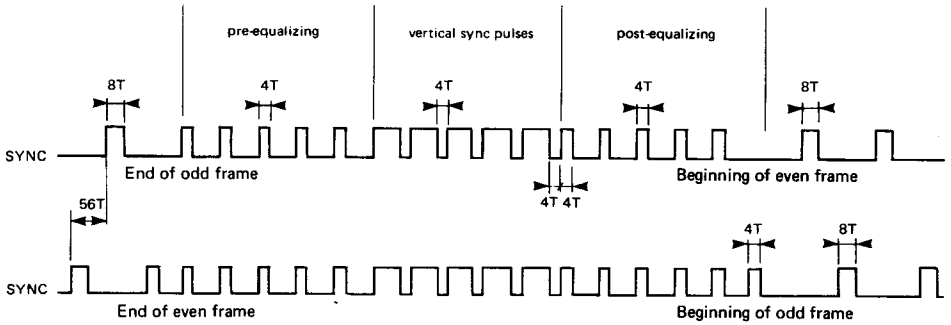 pre-equalizing vertical sync pulses post-equalizing
8T 4T 4T 4T 8T
SYNC
End of odd frame Beginning of even frame
4T 4T
56T
4T 8T
SYNC
End of even frame Beginning of odd frame